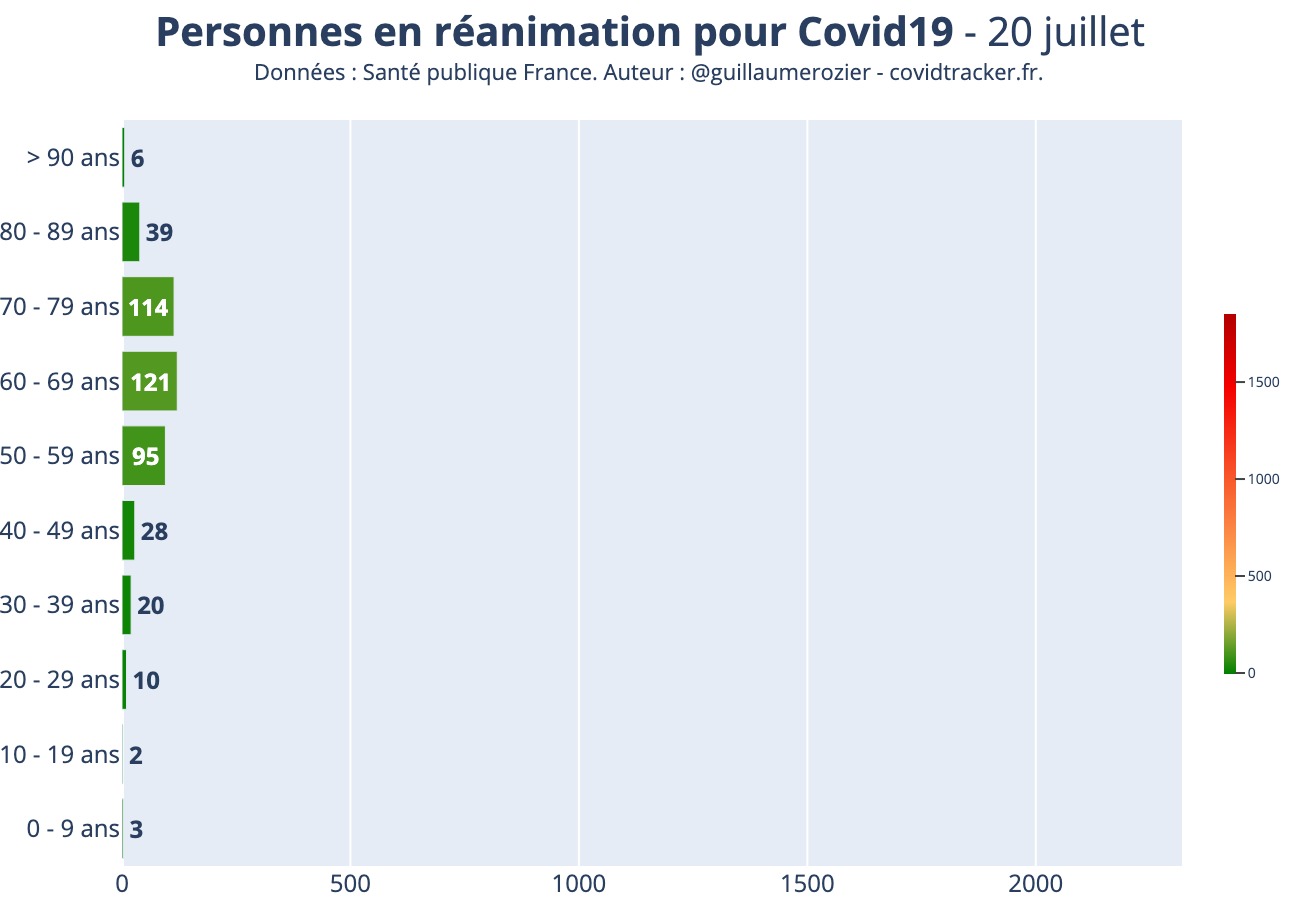 Personnes en réanimation pour Covid19 - 20 juillet
Données : Santé publique France. Auteur : @guillaumerozier - covidtracker.fr.
> 90 ans 6
80 - 89 ans 39
70 - 79 ans 114
60 - 69 ans 121
50 - 59 ans 95
40 - 49 ans 28
30 - 39 ans 20
20 - 29 ans 10
10 - 19 ans 2
0 - 9 ans 3
0 500 1000 1500 2000
1500
1000
500
0